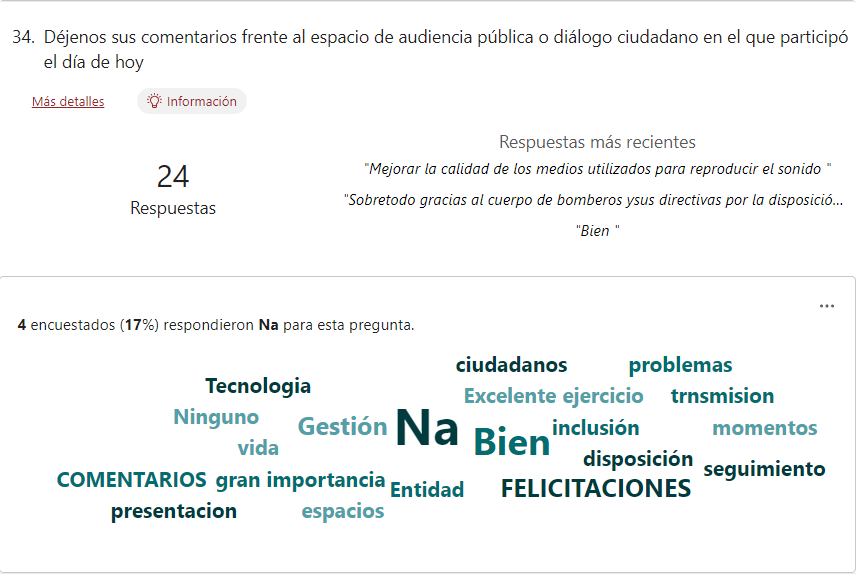 34. Déjenos sus comentarios frente al espacio de audiencia pública o diálogo ciudadano en el que participó
el día de hoy
Más detalles
Información
Respuestas más recientes
24
Respuestas
"Mejorar la calidad de los medios utilizados para reproducir el sonido "
"Sobretodo gracias al cuerpo de bomberos ysus directivas por la disposició...
"Bien "
...
4 encuestados (17%) respondieron Na para esta pregunta.
ciudadanos problemas
Tecnologia Excelente ejercicio trnsmision
Ninguno Gestión Na Bien inclusión momentos
vida disposición seguimiento
COMENTARIOS gran importancia Entidad FELICITACIONES
presentacion espacios